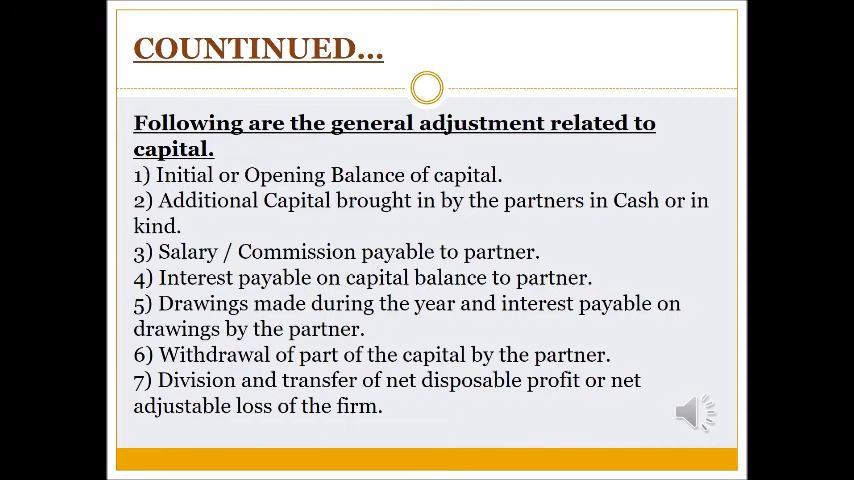 COUNTINUED...
Following are the general adjustment related to
capital.
1) Initial or Opening Balance of capital.
2) Additional Capital brought in by the partners in Cash or in
kind.
3) Salary / Commission payable to partner.
4) Interest payable on capital balance to partner.
5) Drawings made during the year and interest payable on
drawings by the partner.
6) Withdrawal of part of the capital by the partner.
7) Division and transfer of net disposable profit or net
adjustable loss of the firm.